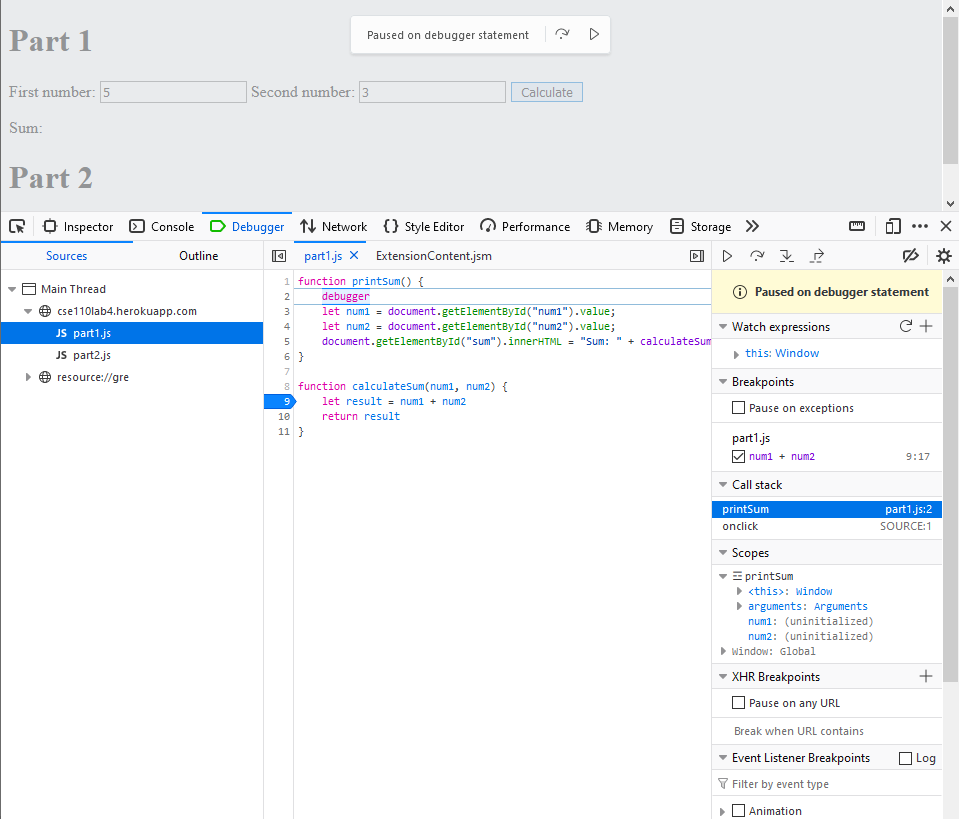 Part 1
Paused on debugger statement
First number: 5 Second number: 3 Calculate
Sum:
Part 2
Inspector Console Debugger Network Style Editor Performance Memory Storage
Sources Outline
Main Thread
cse110lab4.herokuapp.com
JS part1.js
JS part2.js
resource://gre
part1.js ExtensionContent.jsm
1 function printSum() {
2 debugger
3 let num1 = document.getElementById("num1").value;
4 let num2 = document.getElementById("num2").value;
5 document.getElementById("sum").innerHTML = "Sum: " + calculateSum
6 }
7
8 function calculateSum(num1, num2) {
9 let result = num1 + num2
10 return result
11 }
Paused on debugger statement
Watch expressions
this: Window
Breakpoints
Pause on exceptions
part1.js
num1 + num2 9:17
Call stack
printSum part1.js:2
onclick SOURCE:1
Scopes
printSum
<this>: Window
arguments: Arguments
num1: (uninitialized)
num2: (uninitialized)
Window: Global
XHR Breakpoints
Pause on any URL
Break when URL contains
Event Listener Breakpoints Log
Filter by event type
Animation